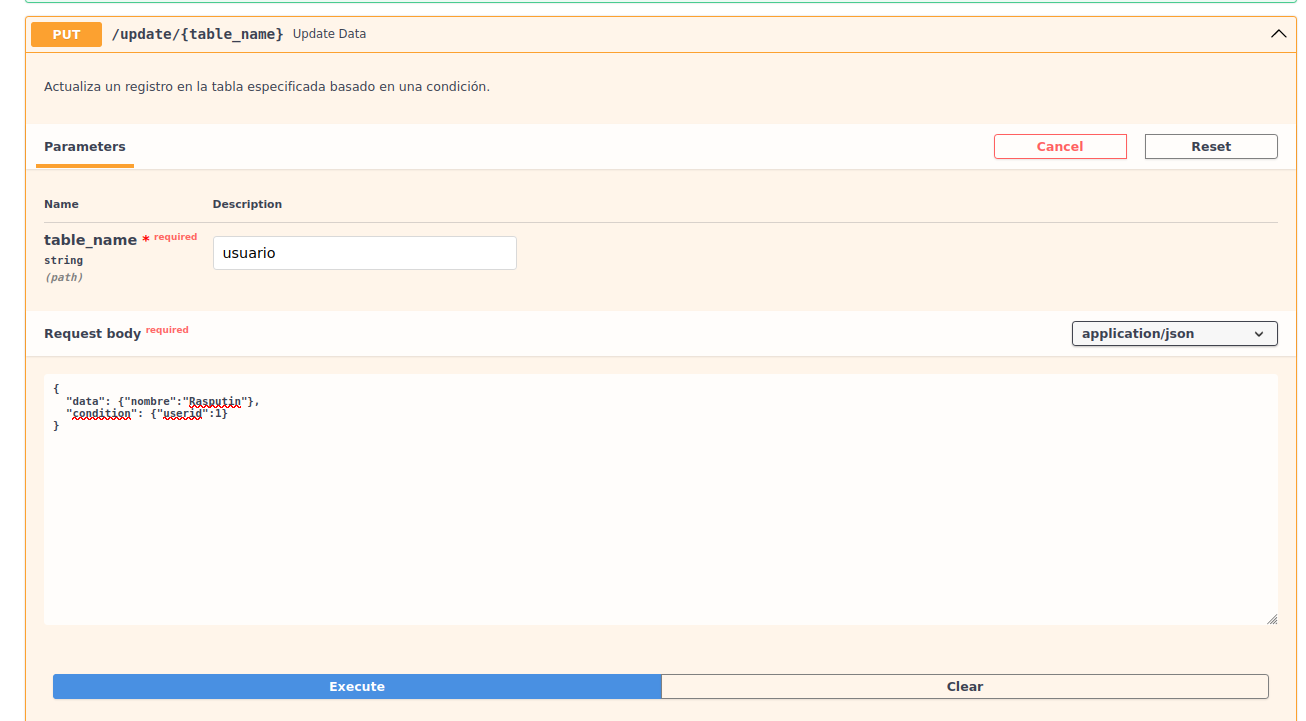 PUT /update/{table_name} Update Data
Actualiza un registro en la tabla especificada basado en una condición.
Parameters
Cancel
Reset
Name Description
table_name * required
string
(path)
usuario
Request body required
application/json
{
  "data": {"nombre":"Rasputin"},
  "condition": {"userid":1}
}
Execute
Clear